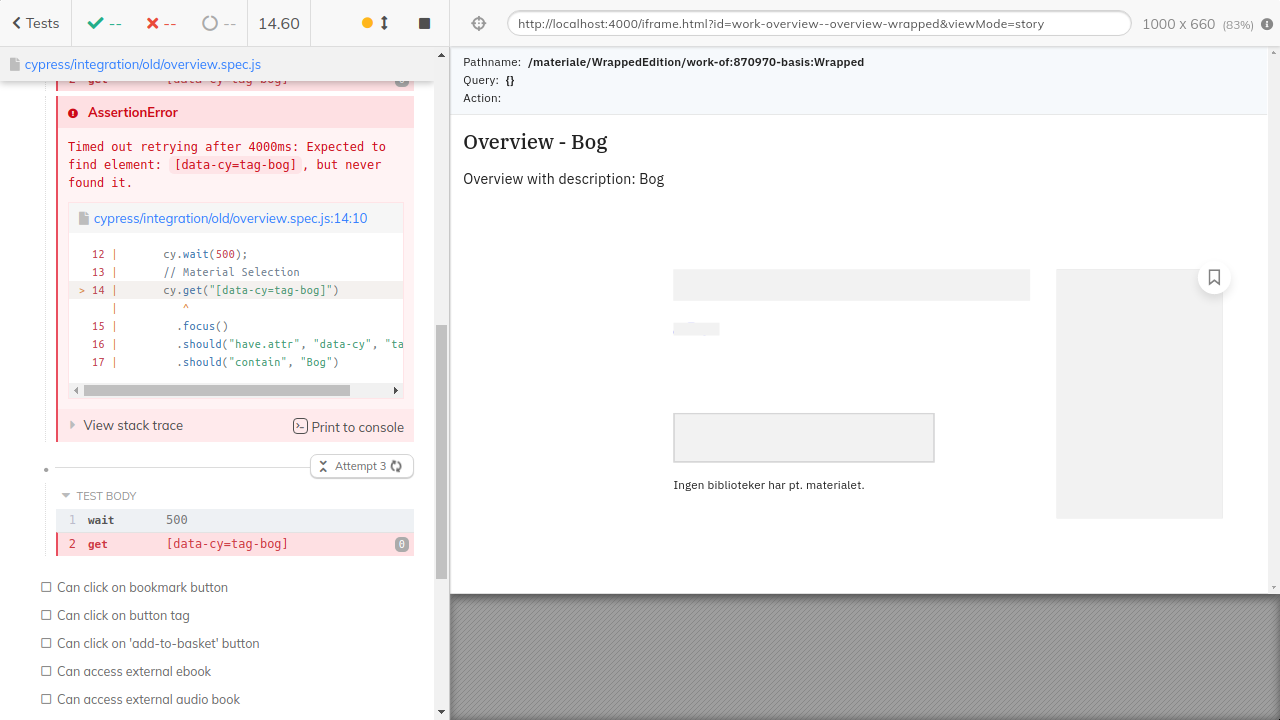 Tests
--
--
--
14.60
http://localhost:4000/iframe.html?id=work-overview--overview-wrapped&viewMode=story
1000 x 660 (83%)
cypress/integration/old/overview.spec.js
2 get [data-cy=tag-bog] 0
AssertionError
Timed out retrying after 4000ms: Expected to
find element: [data-cy=tag-bog], but never
found it.
cypress/integration/old/overview.spec.js:14:10
12 | cy.wait(500);
13 | // Material Selection
> 14 | cy.get("[data-cy=tag-bog]")
| ^
15 | .focus()
16 | .should("have.attr", "data-cy", "ta
17 | .should("contain", "Bog")
View stack trace
Print to console
Attempt 3
TEST BODY
1 wait 500
2 get [data-cy=tag-bog] 0
Can click on bookmark button
Can click on button tag
Can click on 'add-to-basket' button
Can access external ebook
Can access external audio book
Pathname: /materiale/WrappedEdition/work-of:870970-basis:Wrapped
Query: {}
Action:
Overview - Bog
Overview with description: Bog
Ingen biblioteker har pt. materialet.